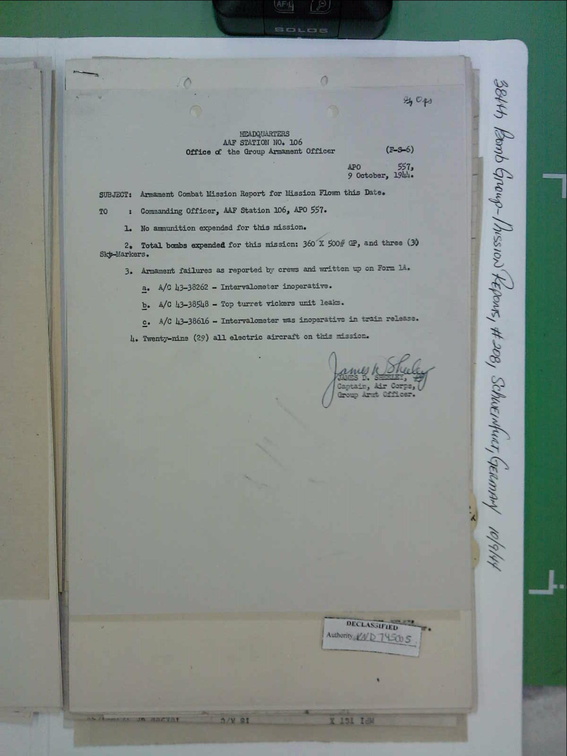 SOLOS
HEADQUARTERS
AAF STATION NO. 106
Office of the Group Armament Officer (F-S-6)
APO 557,
9 October, 1944.
SUBJECT: Armament Combat Mission Report for Mission Flown this Date.
TO : Commanding Officer, AAF Station 106, APO 557.
1. No ammunition expended for this mission.
2. Total bombs expended for this mission: 360 X 500# GP, and three (3)
Sky-Markers.
3. Armament failures as reported by crews and written up on Form 1A.
a. A/C 43-38262 - Intervalometer inoperative.
b. A/C 43-38548 - Top turret vickers unit leaks.
c. A/C 43-38616 - Intervalometer was inoperative in train release.
4. Twenty-nine (29) all electric aircraft on this mission.
Captain, Air Corps,
Group Armt Officer.
DECLASSIFIED
Authority NND 745005
384th Bomb Group-Mission Reports, #208, Schweinfurt, Germany 10/9/44